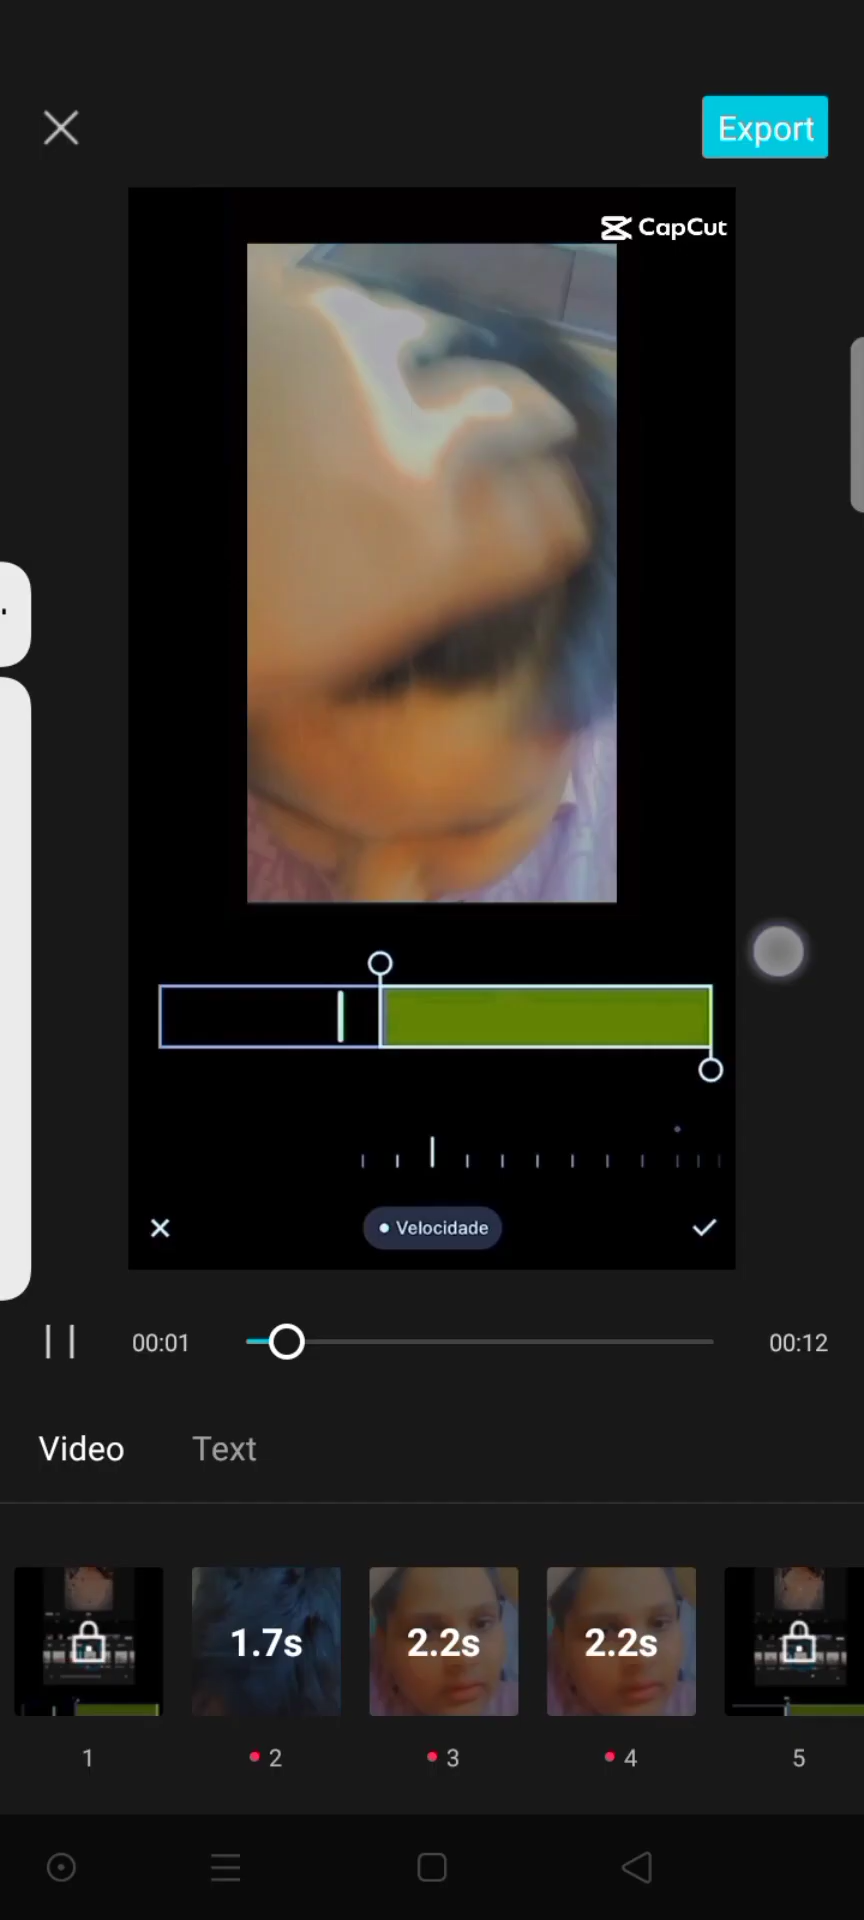 Export
CapCut
Velocidade
00:01
00:12
Video Text
1.7s 2.2s 2.2s
1 2 3 4 5